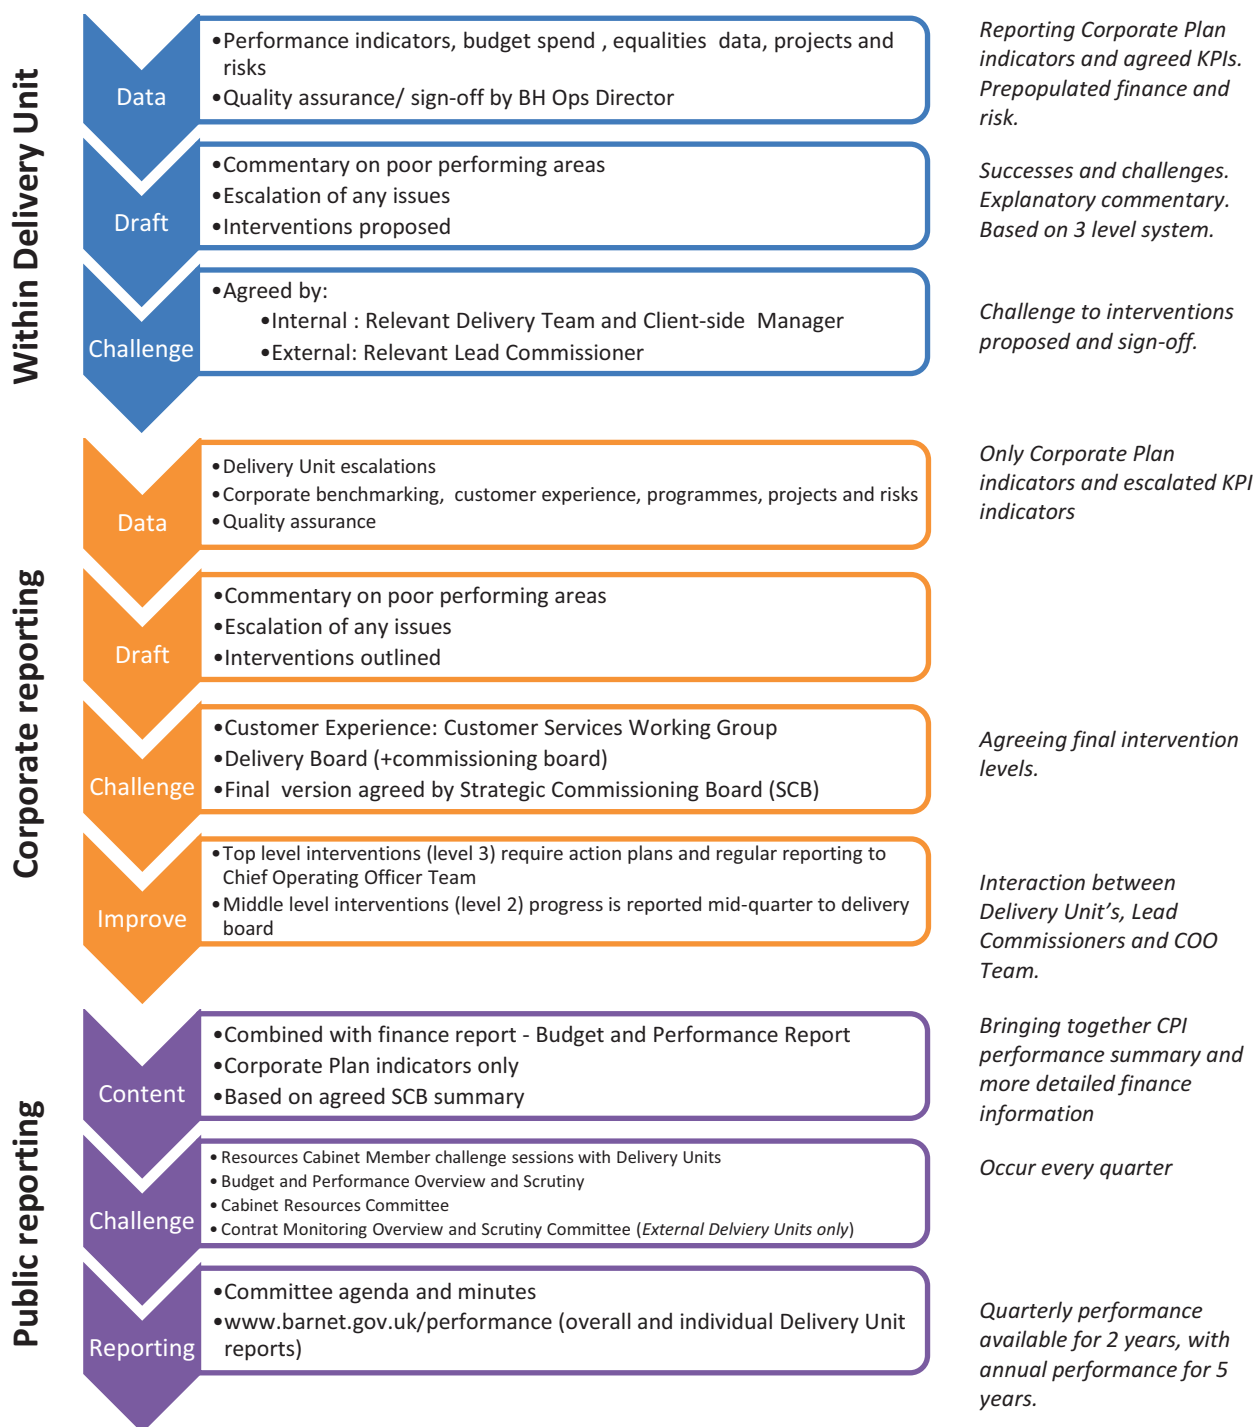 Within Delivery Unit
Data
•Performance indicators, budget spend , equalities data, projects and
risks
•Quality assurance/ sign-off by BH Ops Director
Reporting Corporate Plan
indicators and agreed KPIs.
Prepopulated finance and
risk.
Draft
•Commentary on poor performing areas
•Escalation of any issues
•Interventions proposed
Successes and challenges.
Explanatory commentary.
Based on 3 level system.
Challenge
•Agreed by:
•Internal : Relevant Delivery Team and Client-side Manager
•External: Relevant Lead Commissioner
Challenge to interventions
proposed and sign-off.
Corporate reporting
Data
•Delivery Unit escalations
•Corporate benchmarking, customer experience, programmes, projects and risks
•Quality assurance
Only Corporate Plan
indicators and escalated KPI
indicators
Draft
•Commentary on poor performing areas
•Escalation of any issues
•Interventions outlined
Challenge
•Customer Experience: Customer Services Working Group
•Delivery Board (+commissioning board)
•Final version agreed by Strategic Commissioning Board (SCB)
Agreeing final intervention
levels.
Improve
•Top level interventions (level 3) require action plans and regular reporting to
Chief Operating Officer Team
•Middle level interventions (level 2) progress is reported mid-quarter to delivery
board
Interaction between
Delivery Unit's, Lead
Commissioners and COO
Team.
Public reporting
Content
•Combined with finance report - Budget and Performance Report
•Corporate Plan indicators only
•Based on agreed SCB summary
Bringing together CPI
performance summary and
more detailed finance
information
Challenge
•Resources Cabinet Member challenge sessions with Delivery Units
•Budget and Performance Overview and Scrutiny
•Cabinet Resources Committee
•Contrat Monitoring Overview and Scrutiny Committee (External Delviery Units only)
Occur every quarter
Reporting
•Committee agenda and minutes
•www.barnet.gov.uk/performance (overall and individual Delivery Unit
reports)
Quarterly performance
available for 2 years, with
annual performance for 5
years.